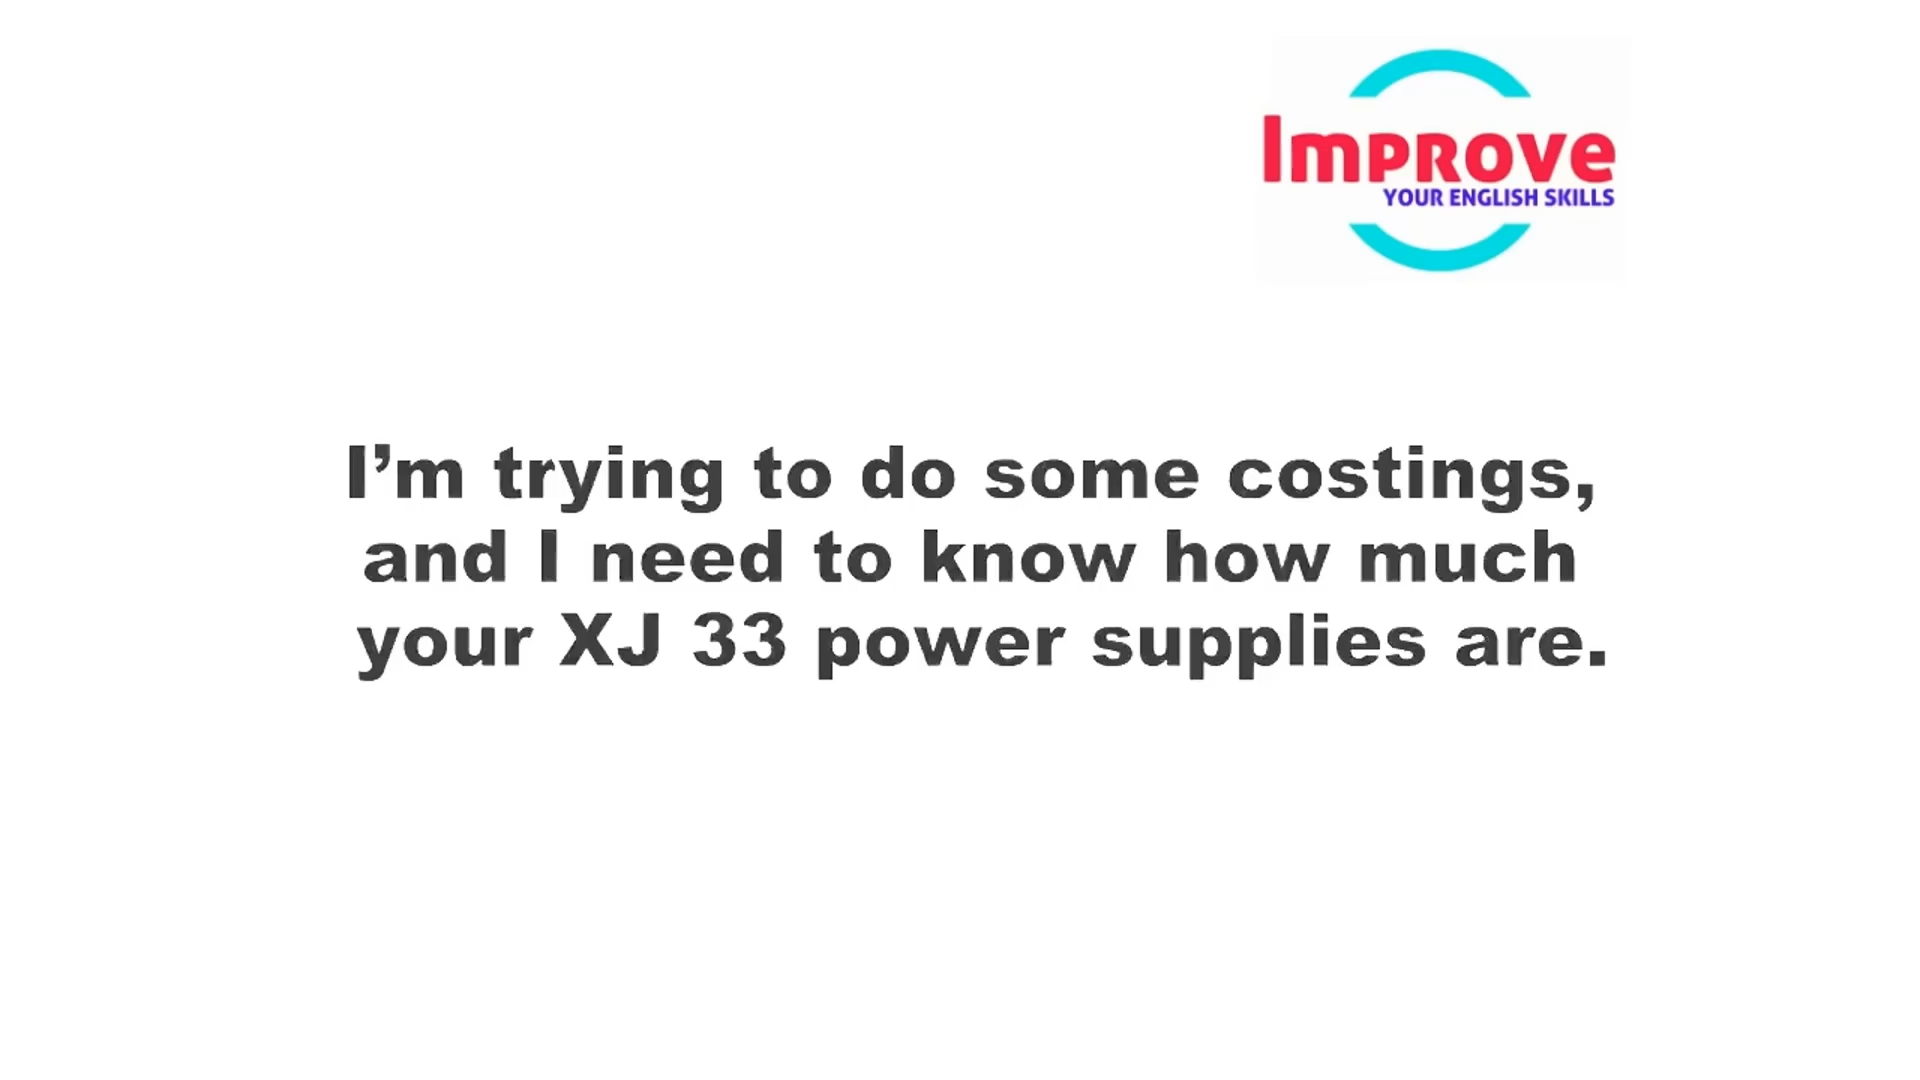 Improve
YOUR ENGLISH SKILLS
I’m trying to do some costings,
and I need to know how much
your XJ 33 power supplies are.